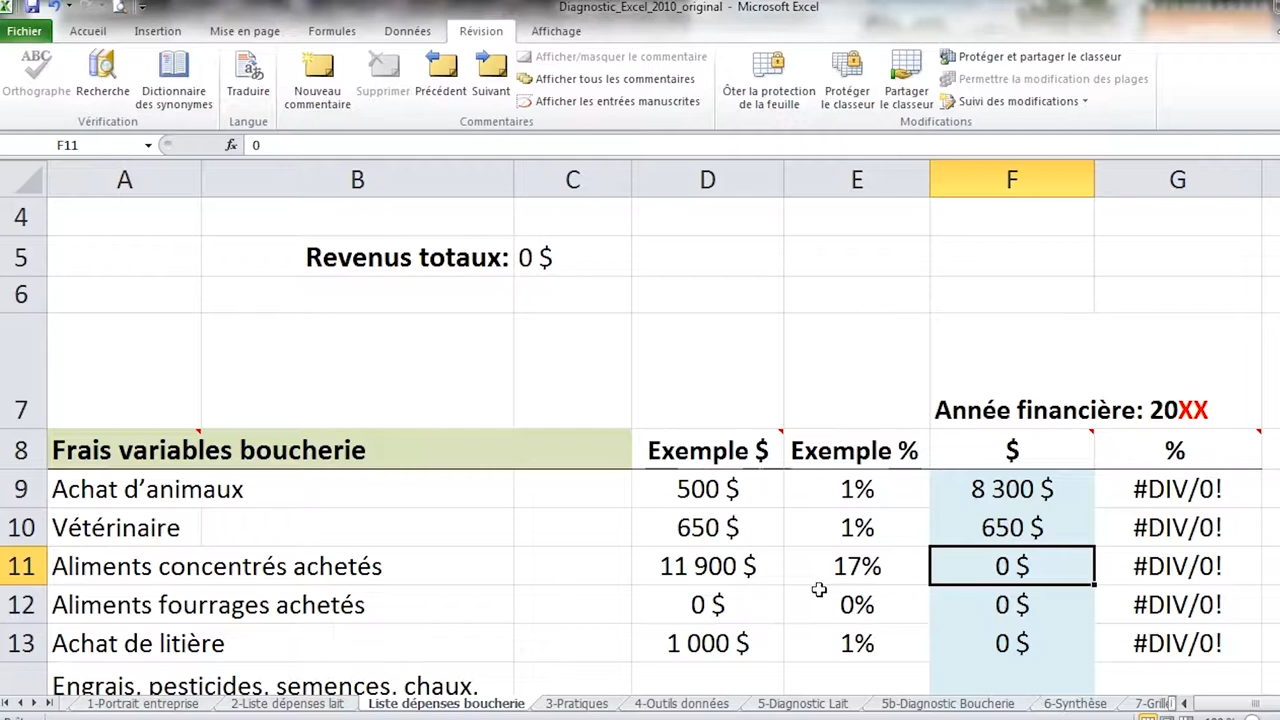 Diagnostic_Excel_2010_original - Microsoft Excel
Fichier Accueil Insertion Mise en page Formules Données Révision Affichage
ABC Orthographe Recherche Dictionnaire des synonymes
Vérification
Traduire
Langue
Nouveau commentaire Supprimer Précédent Suivant
Afficher/masquer le commentaire
Afficher tous les commentaires
Afficher les entrées manuscrites
Commentaires
Ôter la protection de la feuille Protéger le classeur Partager le classeur
Protéger et partager le classeur
Permettre la modification des plages
Suivi des modifications
Modifications
F11 fx 0
A B C D E F G
4
5 Revenus totaux: 0 $
6
7 Année financière: 20XX
8 Frais variables boucherie Exemple $ Exemple % $ %
9 Achat d’animaux 500 $ 1% 8 300 $ #DIV/0!
10 Vétérinaire 650 $ 1% 650 $ #DIV/0!
11 Aliments concentrés achetés 11 900 $ 17% 0 $ #DIV/0!
12 Aliments fourrages achetés 0 $ 0% 0 $ #DIV/0!
13 Achat de litière 1 000 $ 1% 0 $ #DIV/0!
Engrais, pesticides, semences, chaux,
1-Portrait entreprise 2-Liste dépenses lait Liste dépenses boucherie 3-Pratiques 4-Outils données 5-Diagnostic Lait 5b-Diagnostic Boucherie 6-Synthèse 7-Grille